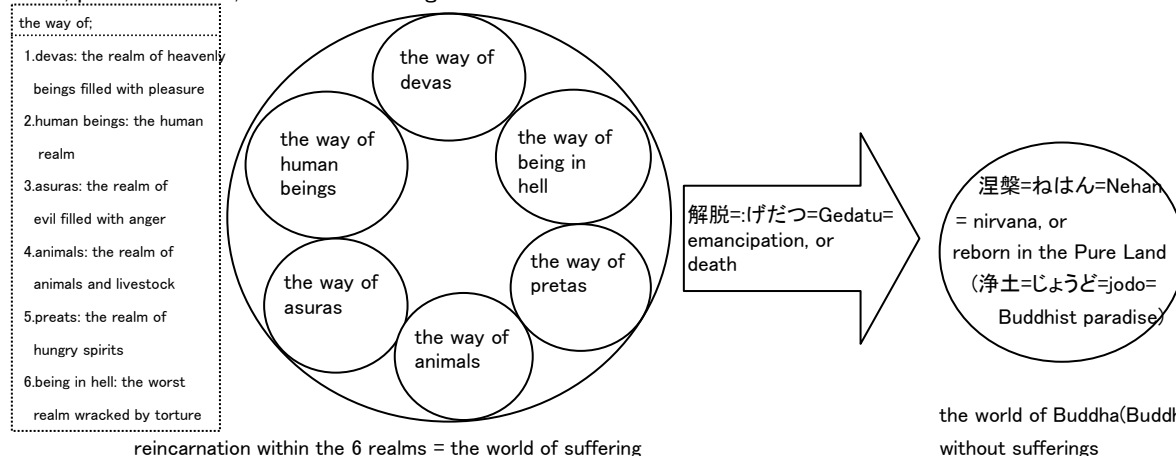 the way of;
1.devas: the realm of heavenly
beings filled with pleasure
2.human beings: the human
realm
3.asuras: the realm of
evil filled with anger
4.animals: the realm of
animals and livestock
5.preats: the realm of
hungry spirits
6.being in hell: the worst
realm wracked by torture
the way of
devas
the way of
human
beings
the way of
being in
hell
the way of
asuras
the way of
pretas
the way of
animals
reincarnation within the 6 realms = the world of suffering
解脱=:げだつ=Gedatu=
emancipation, or
death
涅槃=ねはん=Nehan
= nirvana, or
reborn in the Pure Land
(浄土=じょうど=jodo=
Buddhist paradise)
the world of
without sufferings